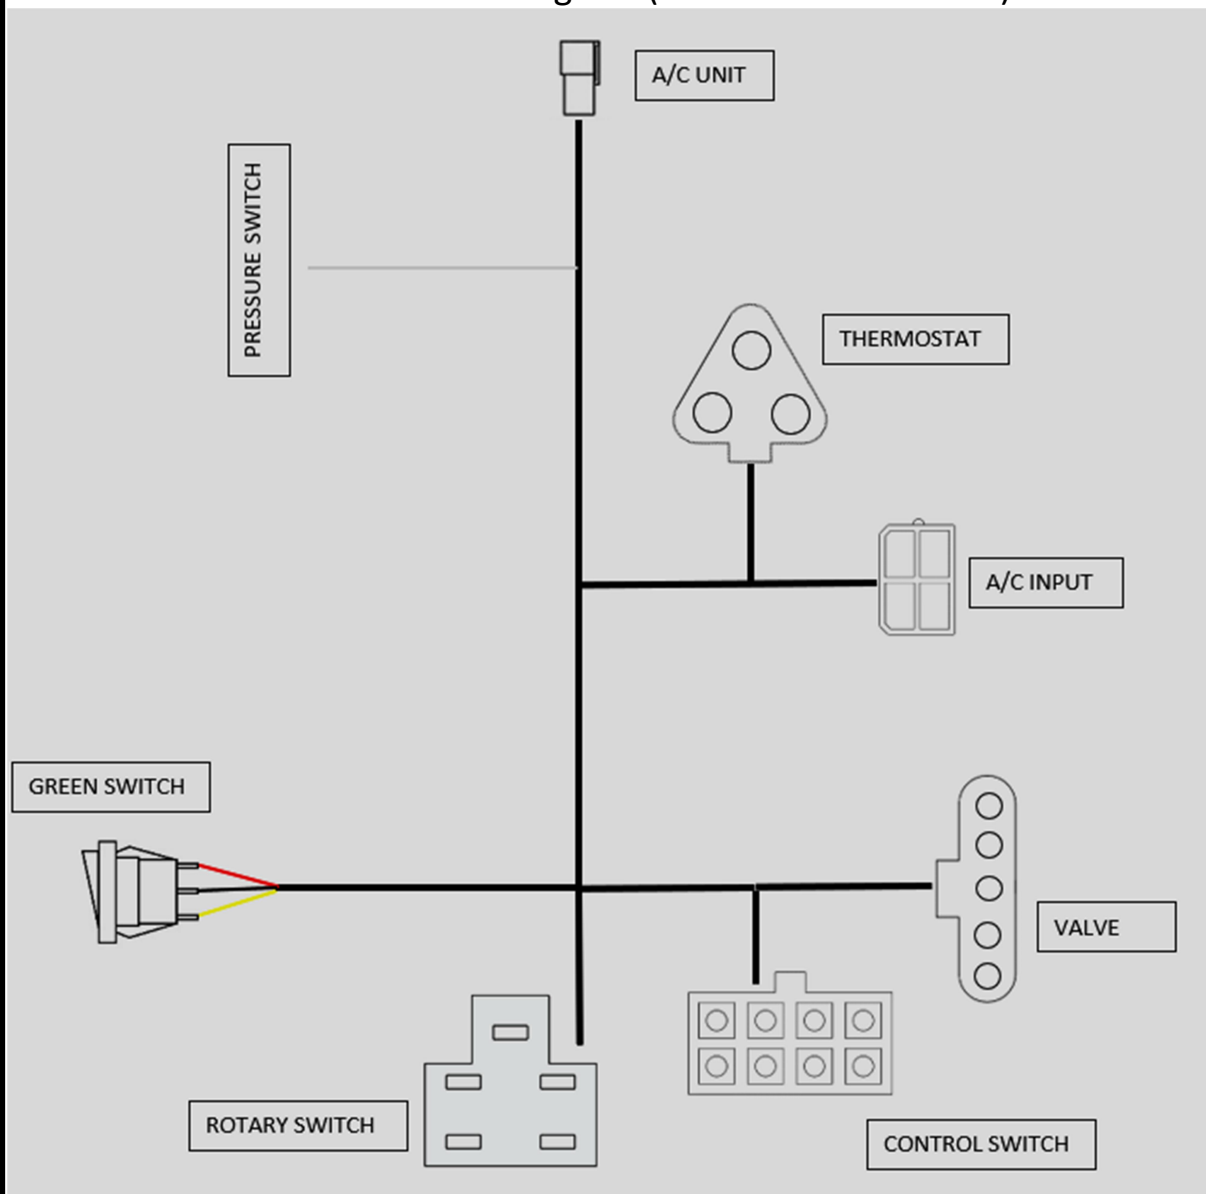 A/C UNIT
PRESSURE SWITCH
THERMOSTAT
A/C INPUT
GREEN SWITCH
VALVE
ROTARY SWITCH
CONTROL SWITCH